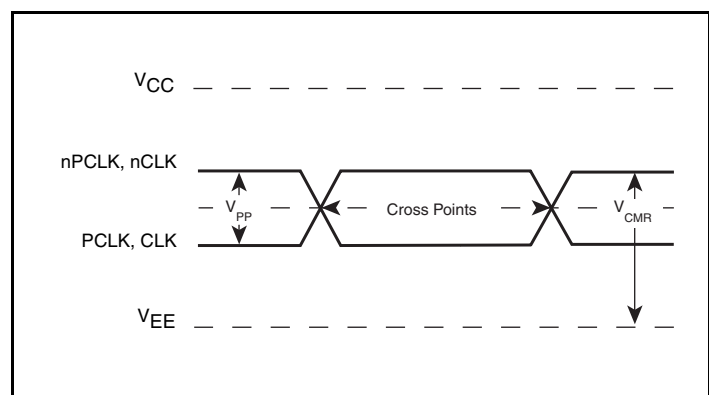 VCC
nPCLK, nCLK
VPP
Cross Points
VCMR
PCLK, CLK
VEE